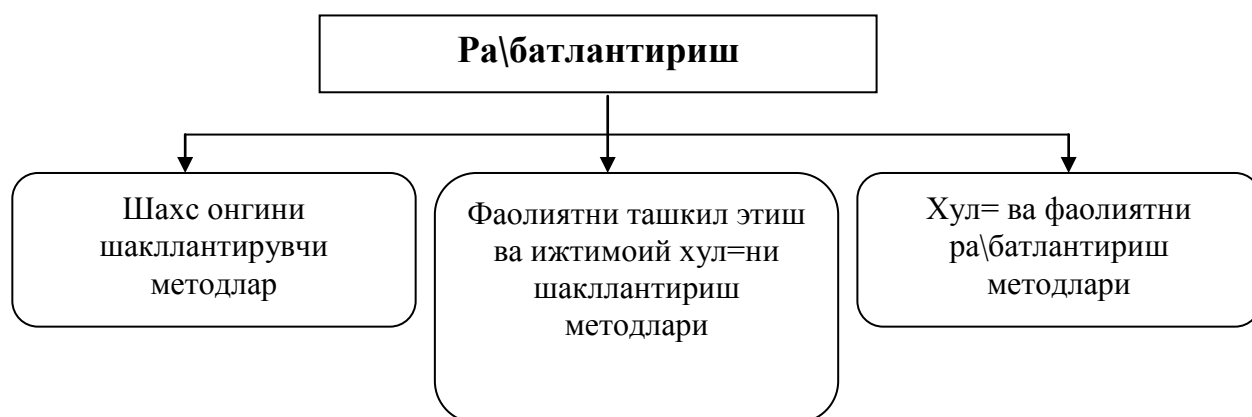 Ра\батлантириш
Шахс онгини
шакллантирувчи
методлар
Фаолиятни ташкил этиш
ва ижтимоий хул=ни
шакллантириш
методлари
Хул= ва фаолиятни
ра\батлантириш
методлари